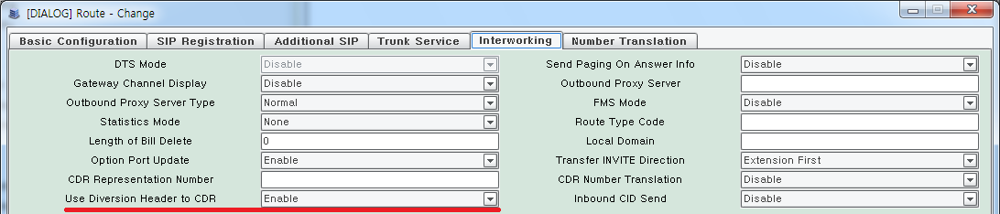 [DIALOG] Route - Change
Basic Configuration SIP Registration Additional SIP Trunk Service Interworking Number Translation
DTS Mode Disable Send Paging On Answer Info Disable
Gateway Channel Display Disable Outbound Proxy Server
Outbound Proxy Server Type Normal FMS Mode Disable
Statistics Mode None Route Type Code
Length of Bill Delete 0 Local Domain
Option Port Update Enable Transfer INVITE Direction Extension First
CDR Representation Number CDR Number Translation Disable
Use Diversion Header to CDR Enable Inbound CID Send Disable